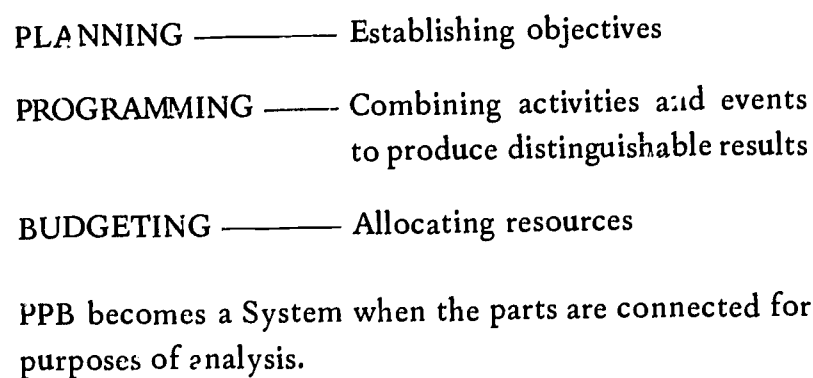 PLANNING ——— Establishing objectives
PROGRAMMING —— Combining activities and events
to produce distinguishable results
BUDGETING ——— Allocating resources
PPB becomes a System when the parts are connected for
purposes of analysis.